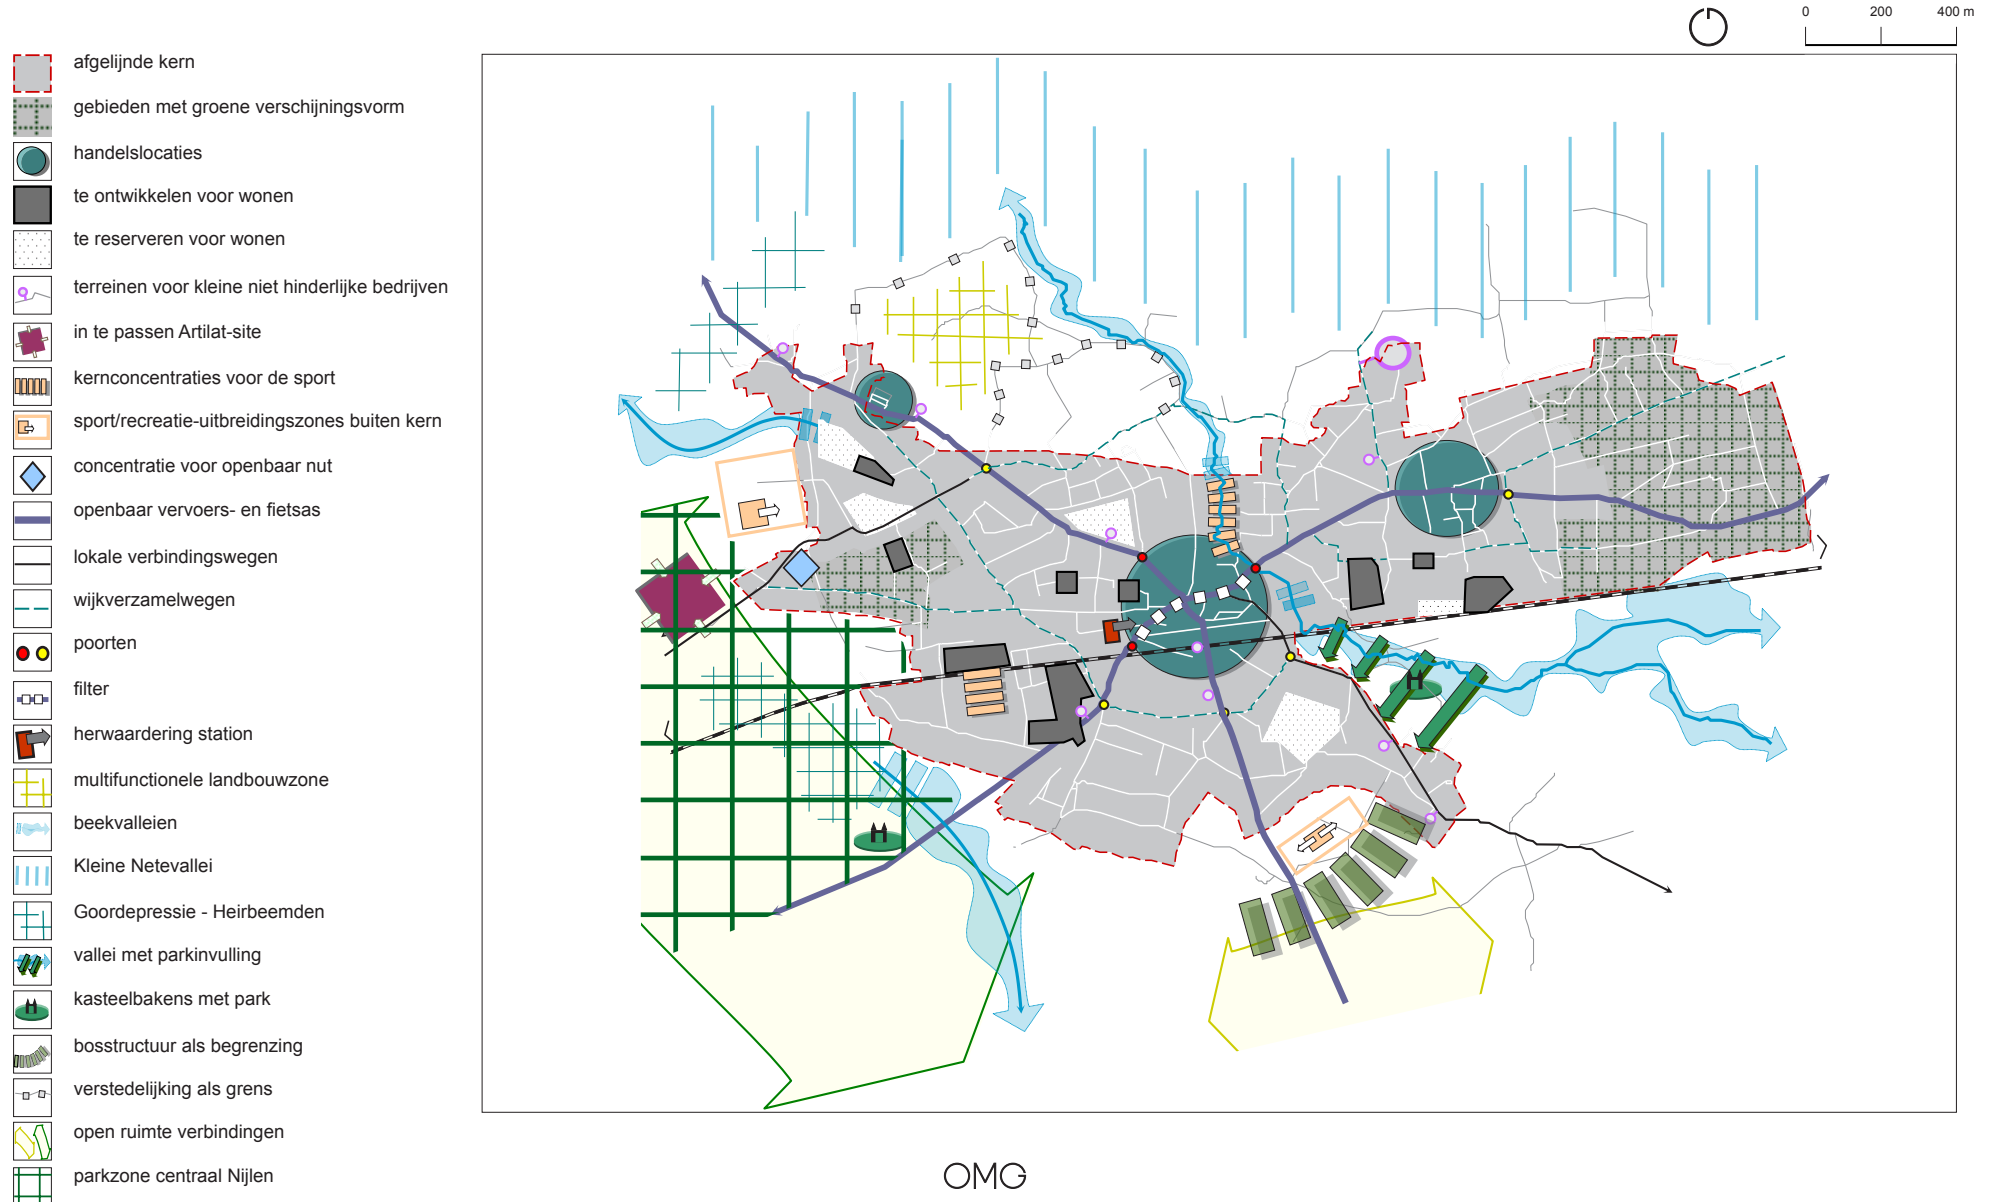 0 200 400 m
afgelijnde kern
gebieden met groene verschijningsvorm
handelslocaties
te ontwikkelen voor wonen
te reserveren voor wonen
terreinen voor kleine niet hinderlijke bedrijven
in te passen Artilat-site
kernconcentraties voor de sport
sport/recreatie-uitbreidingszones buiten kern
concentratie voor openbaar nut
openbaar vervoers- en fietsas
lokale verbindingswegen
wijkverzamelwegen
poorten
filter
herwaardering station
multifunctionele landbouwzone
beekvalleien
Kleine Netevallei
Goordepressie - Heirbeemden
vallei met parkinvulling
kasteelbakens met park
bosstructuur als begrenzing
verstedelijking als grens
open ruimte verbindingen
parkzone centraal Nijlen
OMG